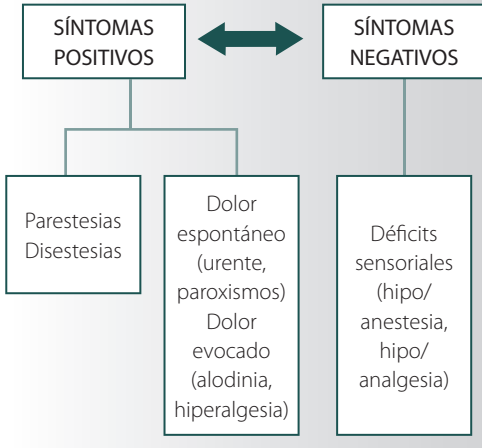 SÍNTOMAS
POSITIVOS
SÍNTOMAS
NEGATIVOS
Parestesias
Disestesias
Dolor
espontáneo
(urente,
paroxismos)
Dolor
evocado
(alodinia,
hiperalgesia)
Déficits
sensoriales
(hipo/
anestesia,
hipo/
analgesia)